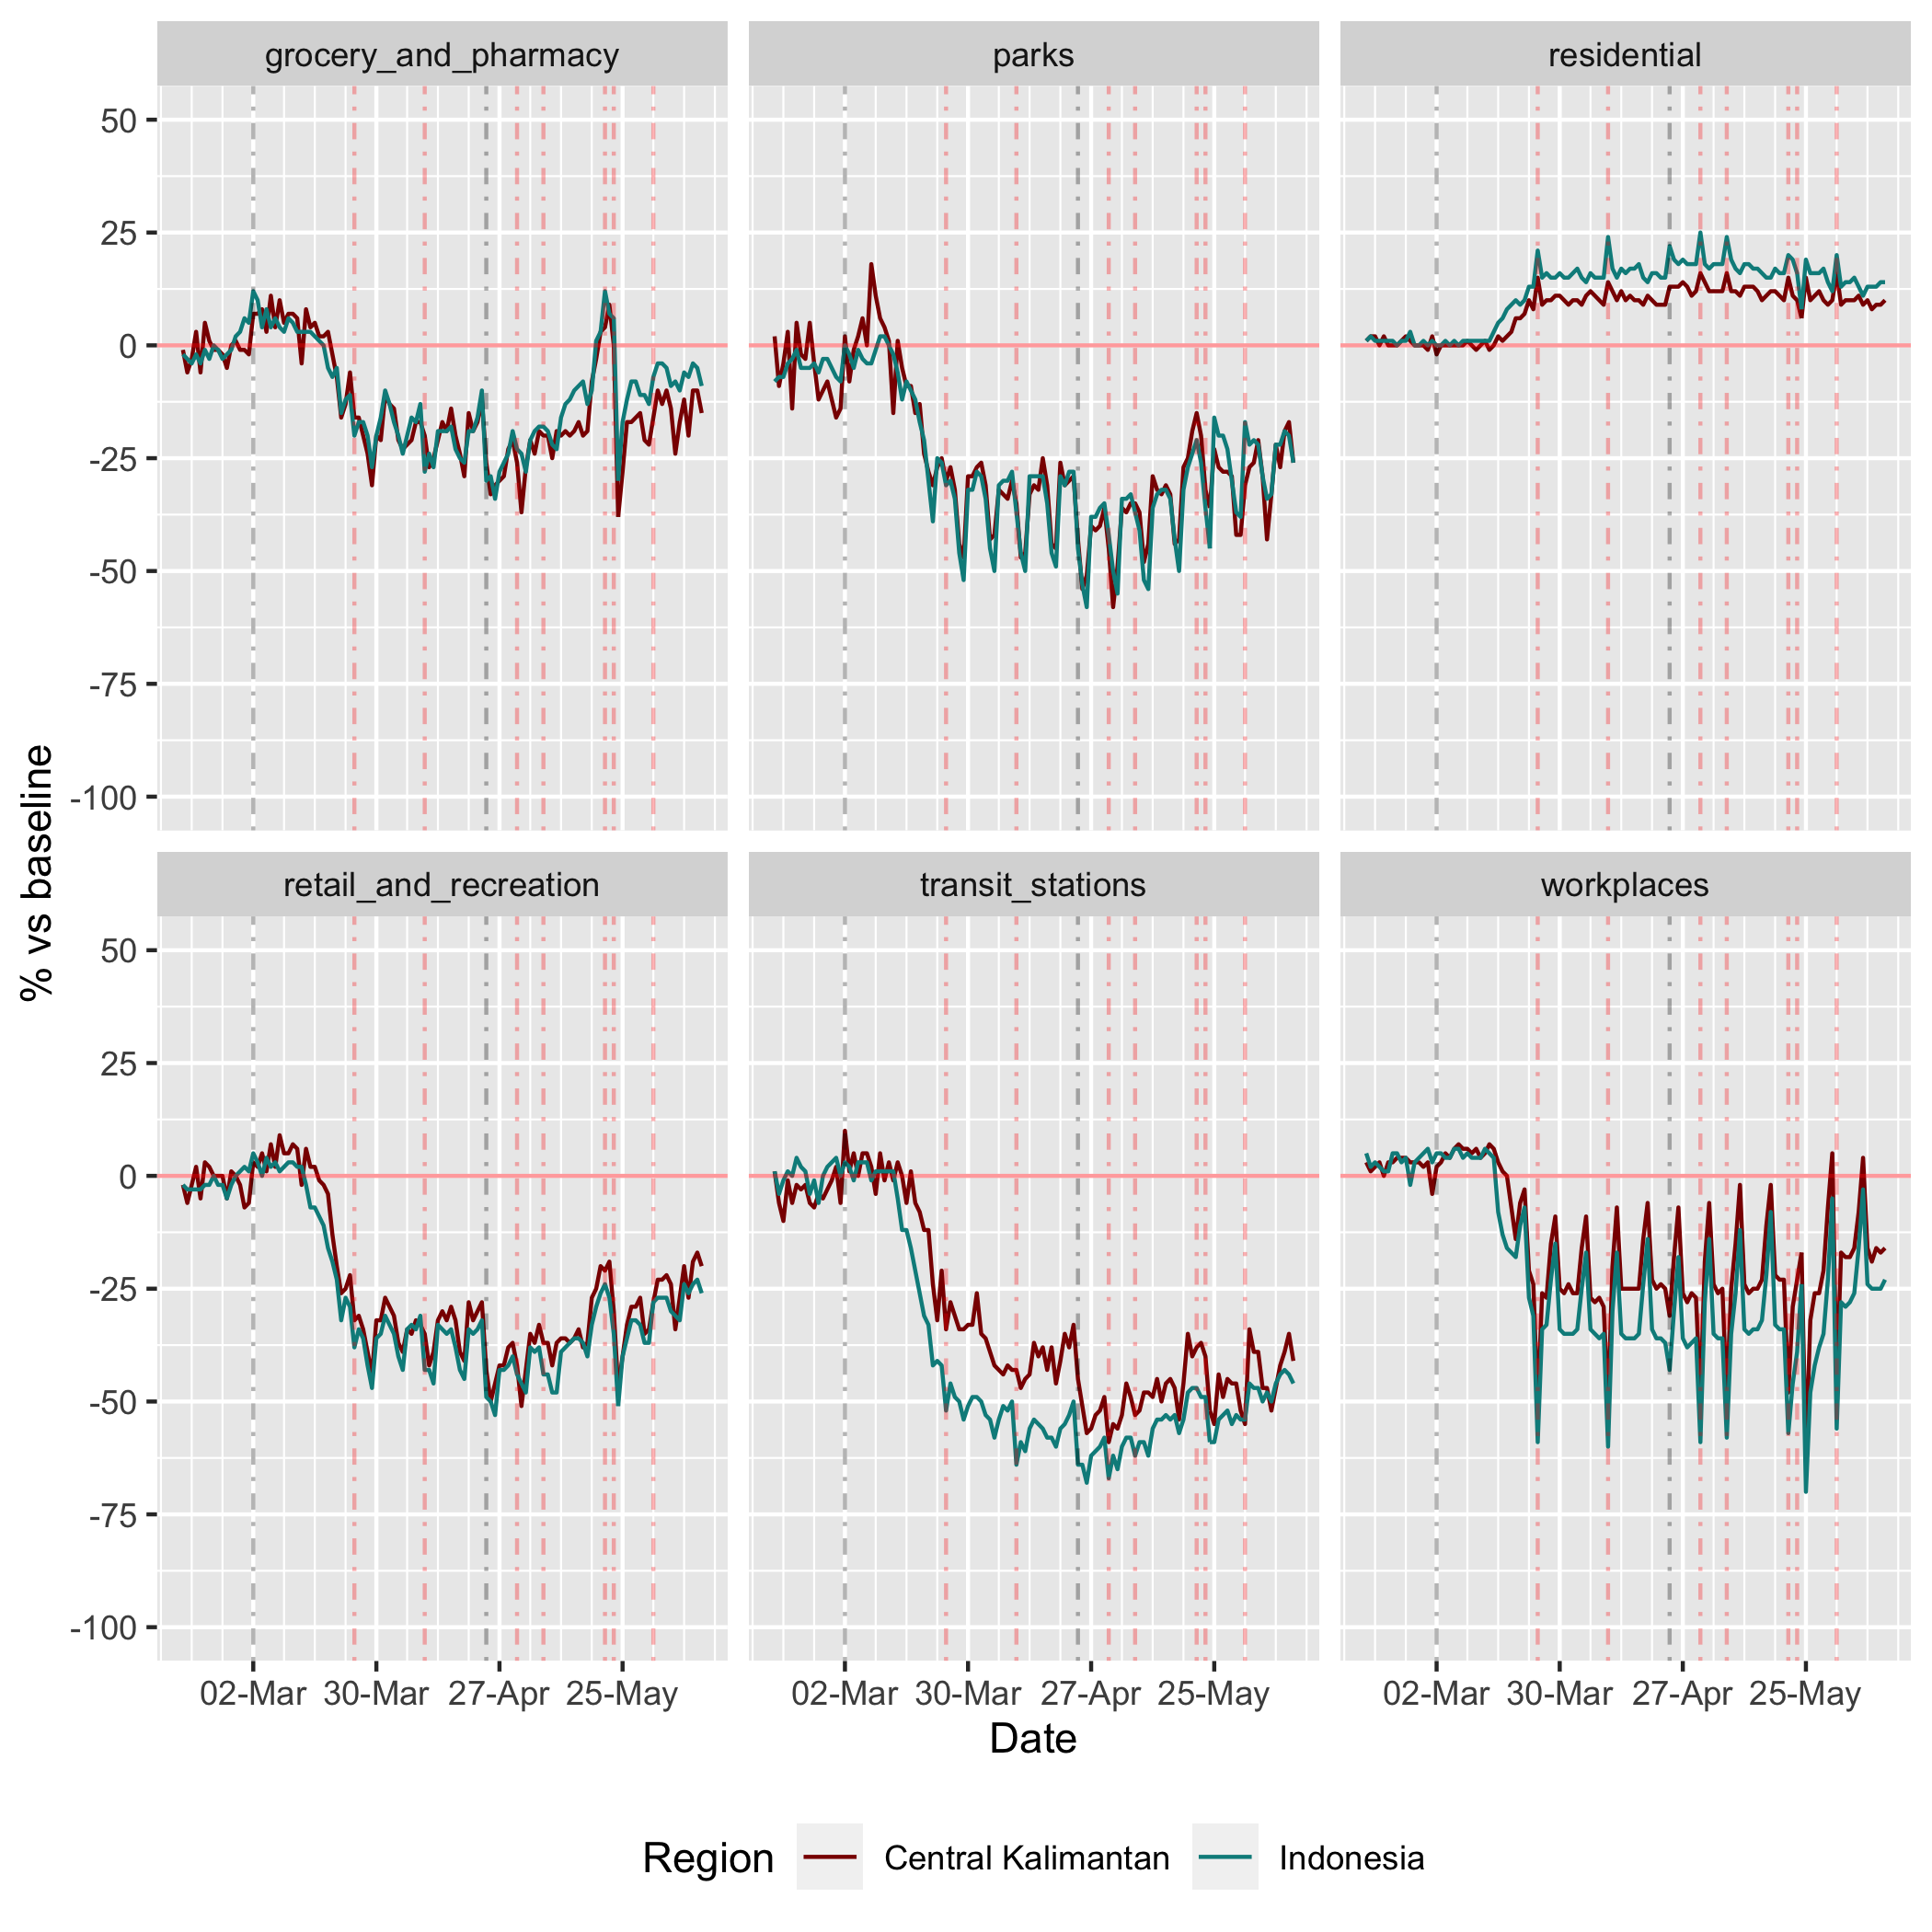 grocery_and_pharmacy parks residential
50
25
0
-25
-50
-75
-100
% vs baseline
retail_and_recreation transit_stations workplaces
50
25
0
-25
-50
-75
-100
02-Mar 30-Mar 27-Apr 25-May 02-Mar 30-Mar 27-Apr 25-May 02-Mar 30-Mar 27-Apr 25-May
Date
Region Central Kalimantan Indonesia